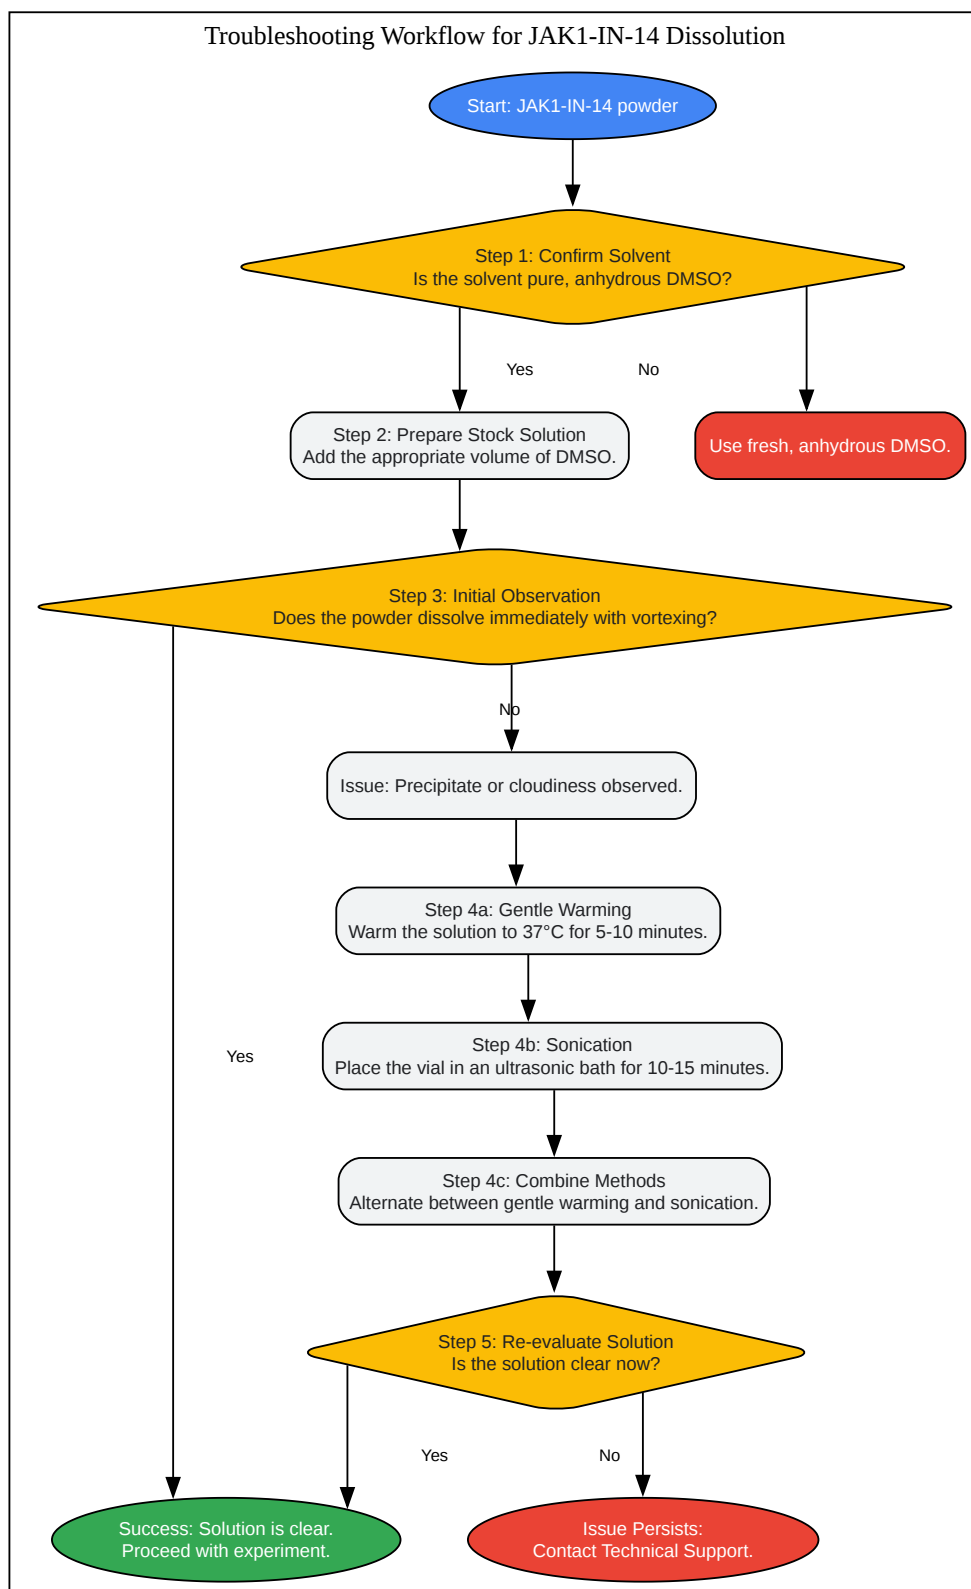 Troubleshooting Workflow for JAK1-IN-14 Dissolution
Start: JAK1-IN-14 powder
Step 1: Confirm Solvent
Is the solvent pure, anhydrous DMSO?
Yes
No
Step 2: Prepare Stock Solution
Add the appropriate volume of DMSO.
Use fresh, anhydrous DMSO.
Step 3: Initial Observation
Does the powder dissolve immediately with vortexing?
No
Issue: Precipitate or cloudiness observed.
Step 4a: Gentle Warming
Warm the solution to 37°C for 5-10 minutes.
Step 4b: Sonication
Place the vial in an ultrasonic bath for 10-15 minutes.
Yes
Step 4c: Combine Methods
Alternate between gentle warming and sonication.
Step 5: Re-evaluate Solution
Is the solution clear now?
Yes
No
Success: Solution is clear.
Proceed with experiment.
Issue Persists:
Contact Technical Support.